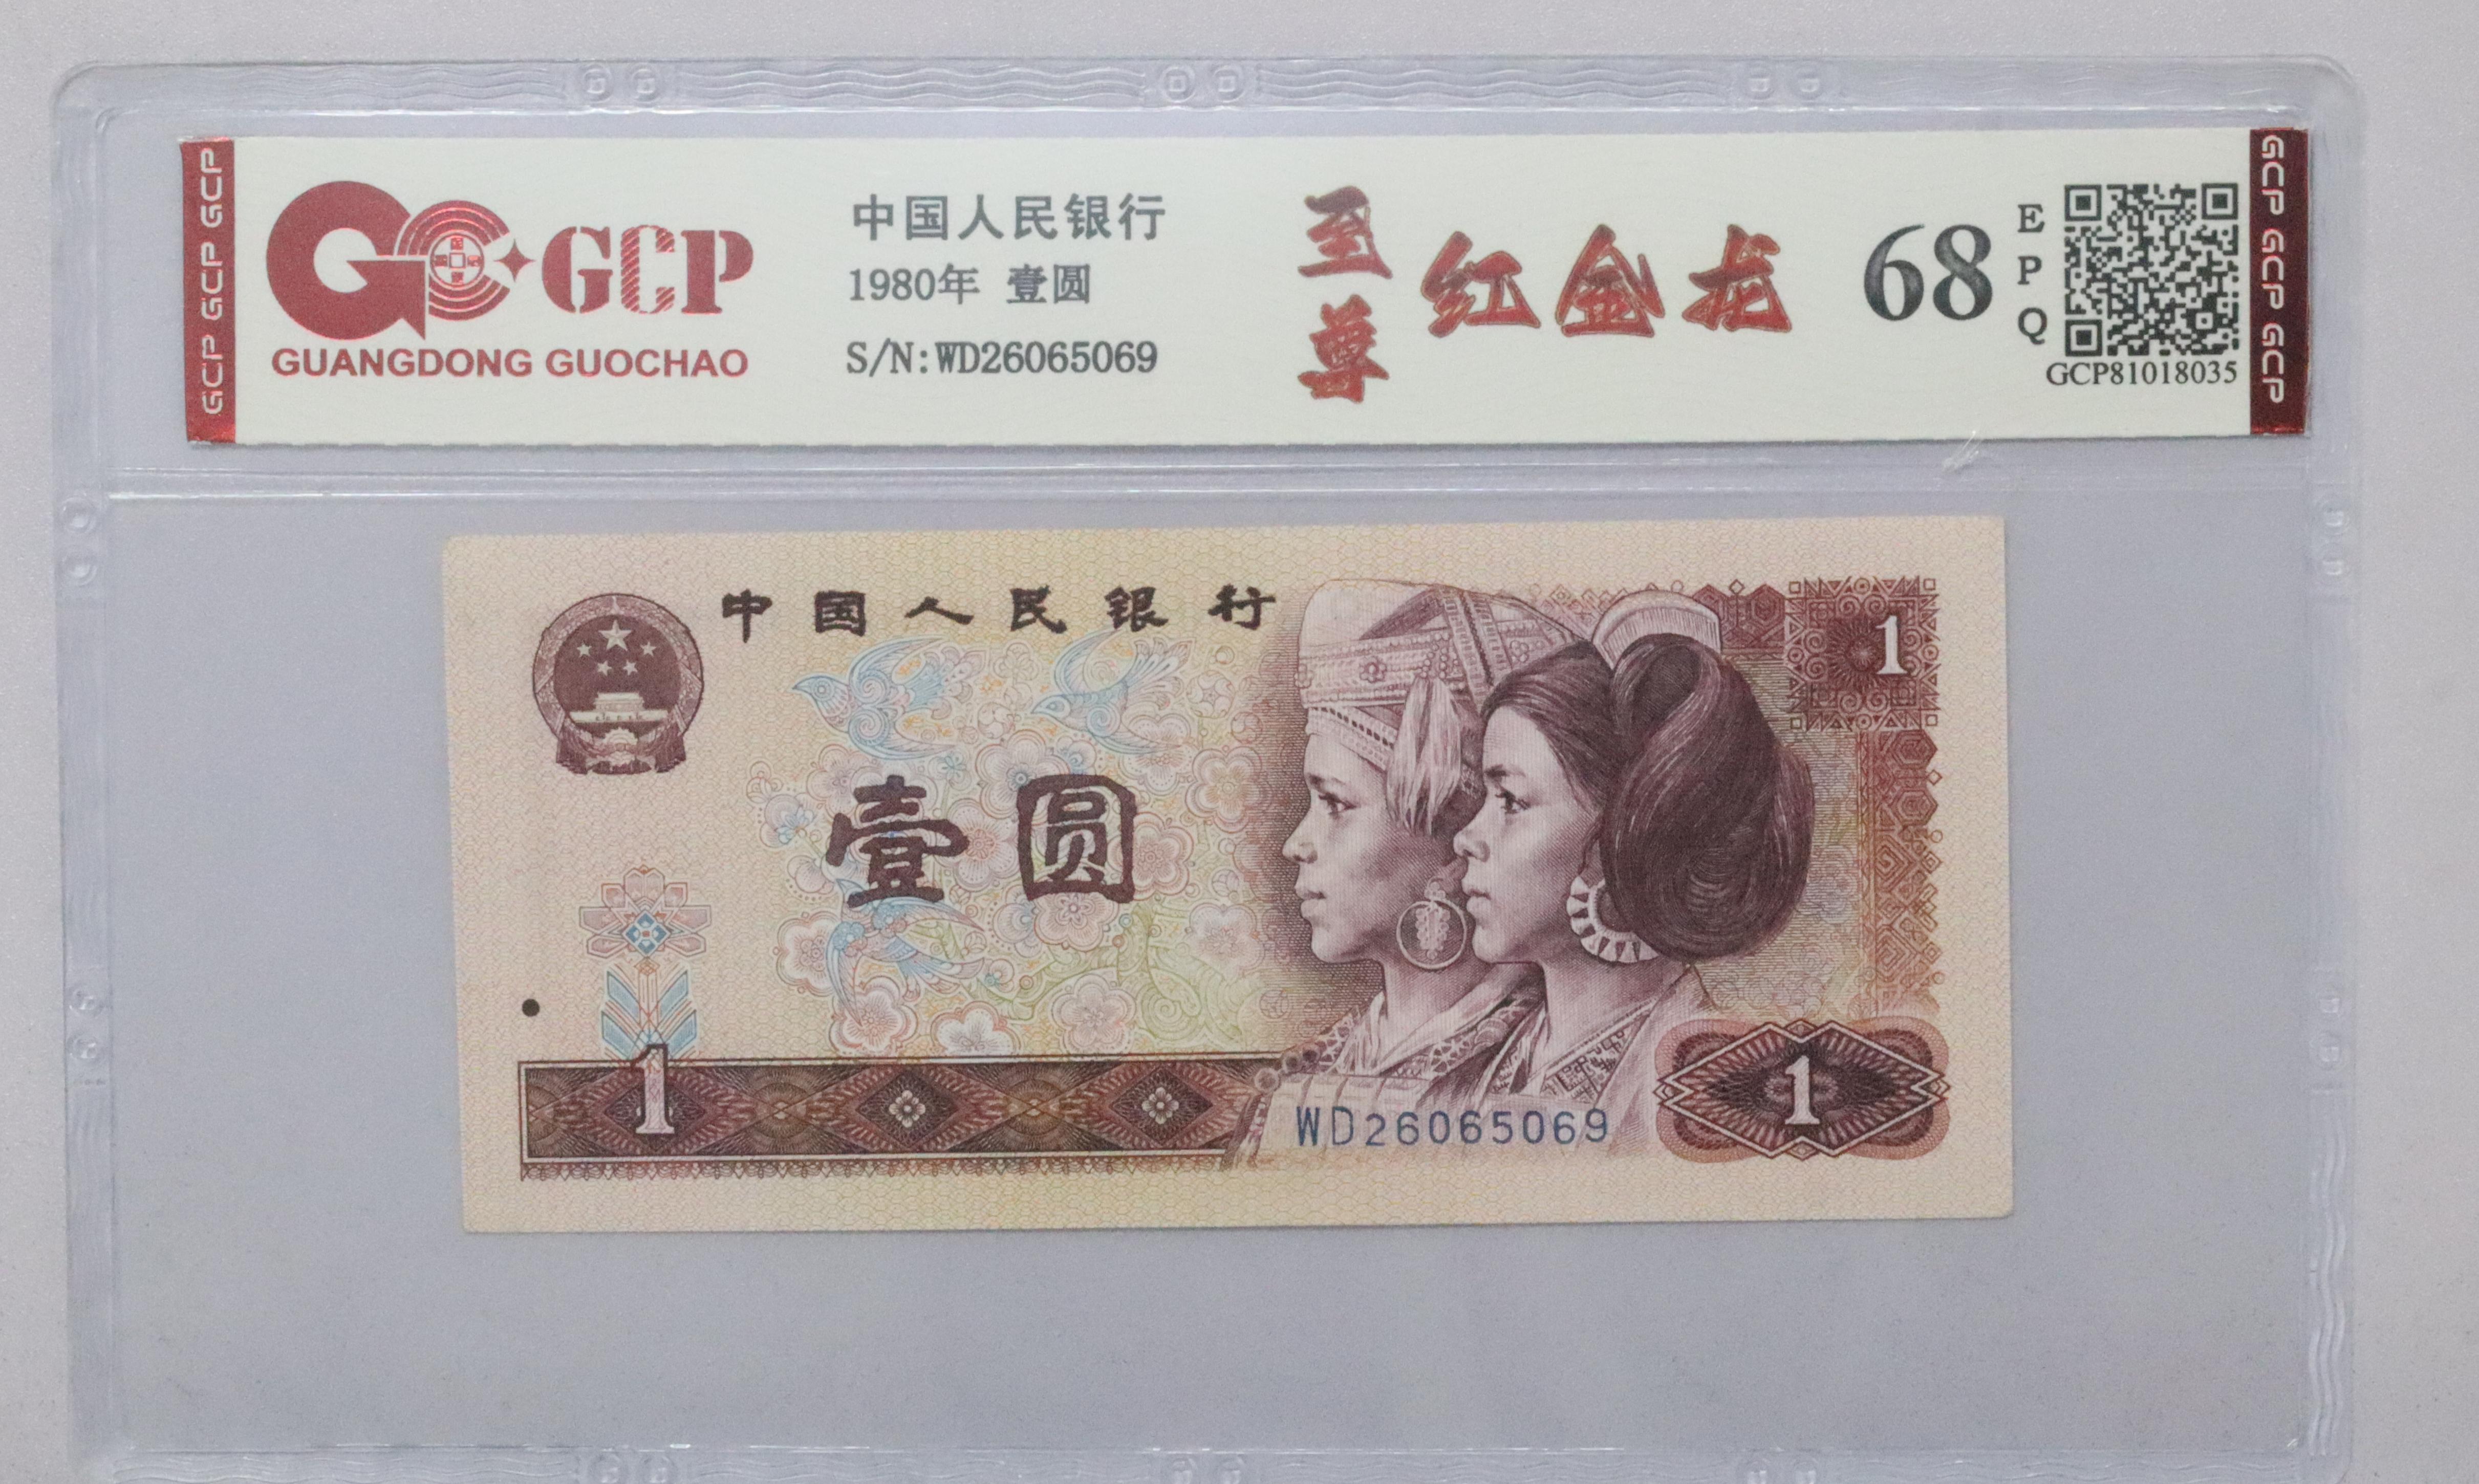 GCP GCP GCP
GCP
GUANGDONG GUOCHAO
中国人民银行
1980年 壹圆
S/N:WD26065069
至尊
红金龙
68
EPQ
GCP81018035
GCP GCP GCP
中国人民银行
1
壹圆
1
WD26065069
1